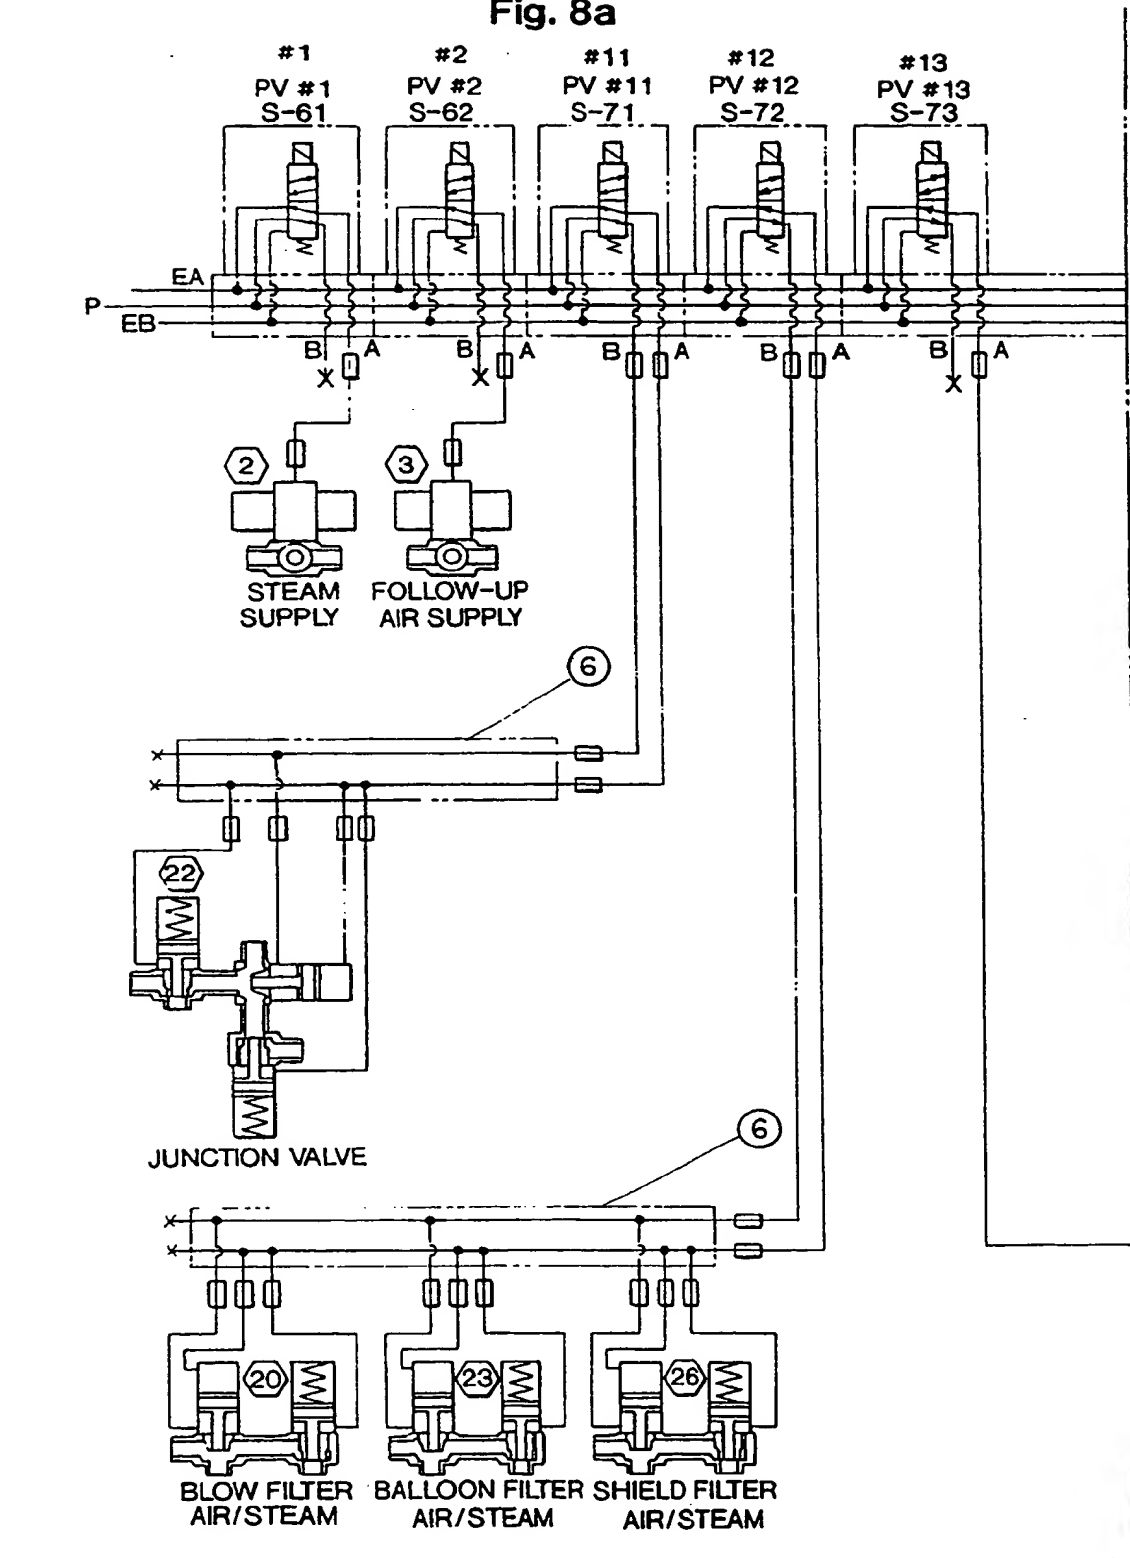 Fig. 8a
#1 #2 #11 #12 #13
PV #1 PV #2 PV #11 PV #12 PV #13
S-61 S-62 S-71 S-72 S-73
EA
P
EB
B A B A B A B A B A
2 3
STEAM SUPPLY
FOLLOW-UP AIR SUPPLY
6
22
JUNCTION VALVE
6
20 23 26
BLOW FILTER AIR/STEAM
BALLOON FILTER AIR/STEAM
SHIELD FILTER AIR/STEAM